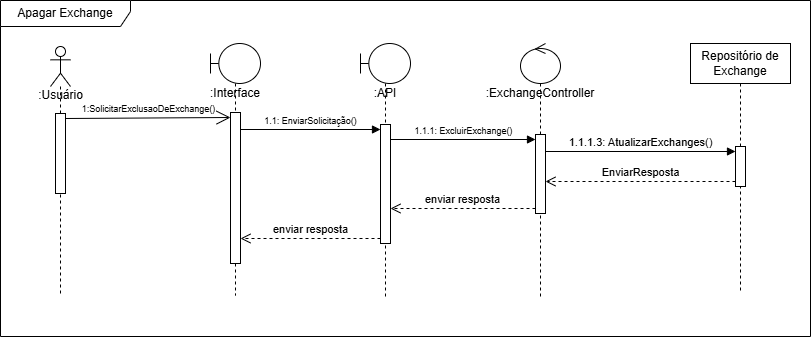 Apagar Exchange
Repositório de
Exchange
:Usuário
:Interface
:API
:ExchangeController
1:SolicitarExclusaoDeExchange()
1.1: EnviarSolicitação()
1.1.1: ExcluirExchange()
1.1.1.3: AtutalizarExchanges()
EnviarResposta
enviar resposta
enviar resposta